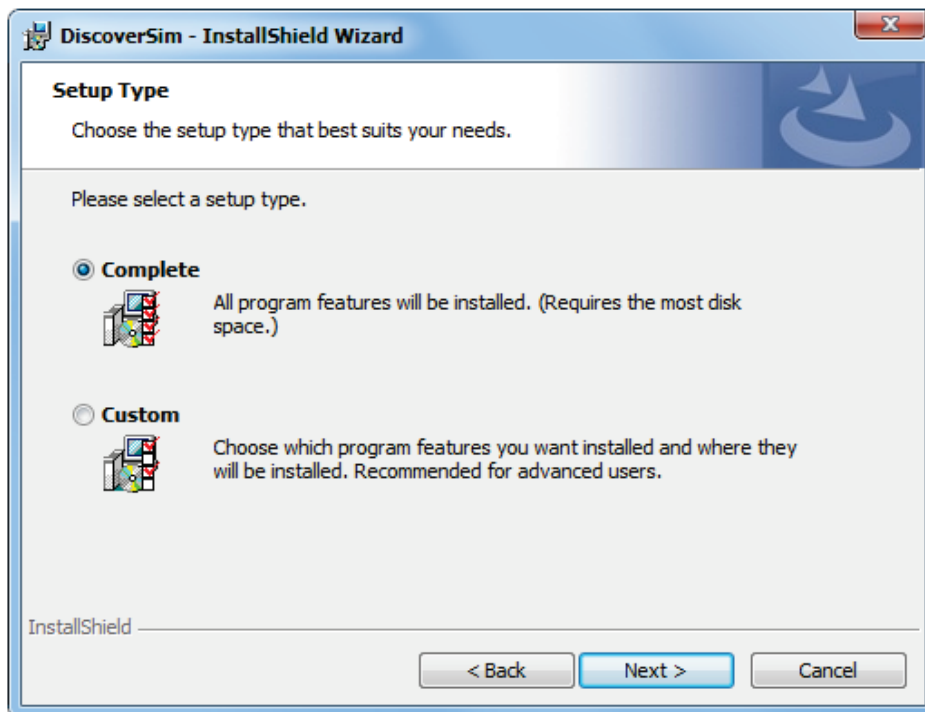 DiscoverSim - InstallShield Wizard
Setup Type
Choose the setup type that best suits your needs.
Please select a setup type.
Complete
All program features will be installed. (Requires the most disk
space.)
Custom
Choose which program features you want installed and where they
will be installed. Recommended for advanced users.
InstallShield
< Back
Next >
Cancel